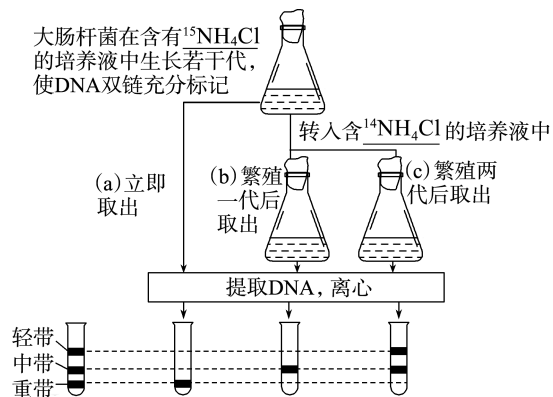 大肠杆菌在含有¹⁵NH₄Cl
的培养液中生长若干代,
使DNA双链充分标记
转入含¹⁴NH₄Cl的培养液中
(a)立即
取出
(b)繁殖
一代后
取出
(c)繁殖两
代后取出
提取DNA,离心
轻带
中带
重带